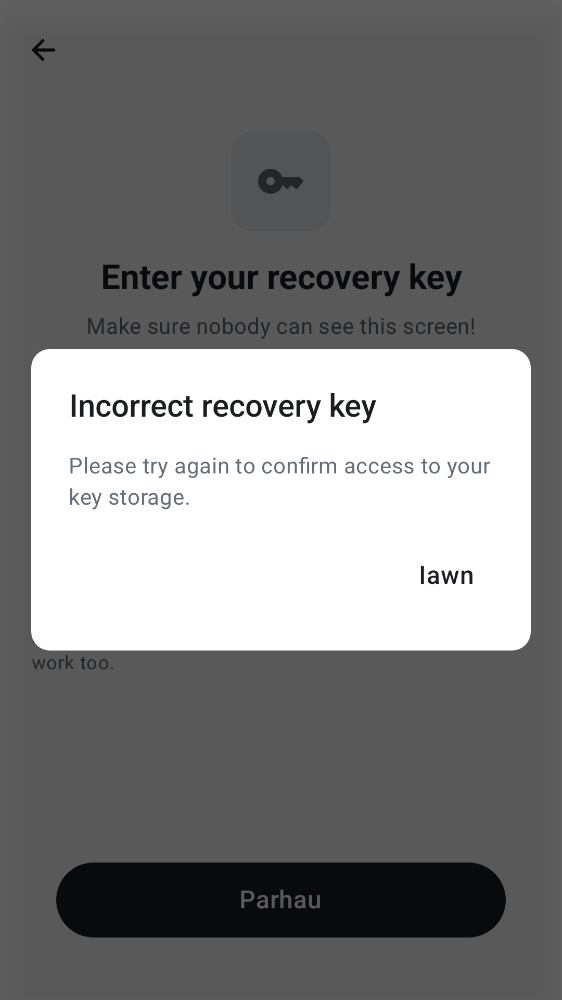 Enter your recovery key
Make sure nobody can see this screen!
Incorrect recovery key
Please try again to confirm access to your
key storage.
Iawn
work too.
Parhau